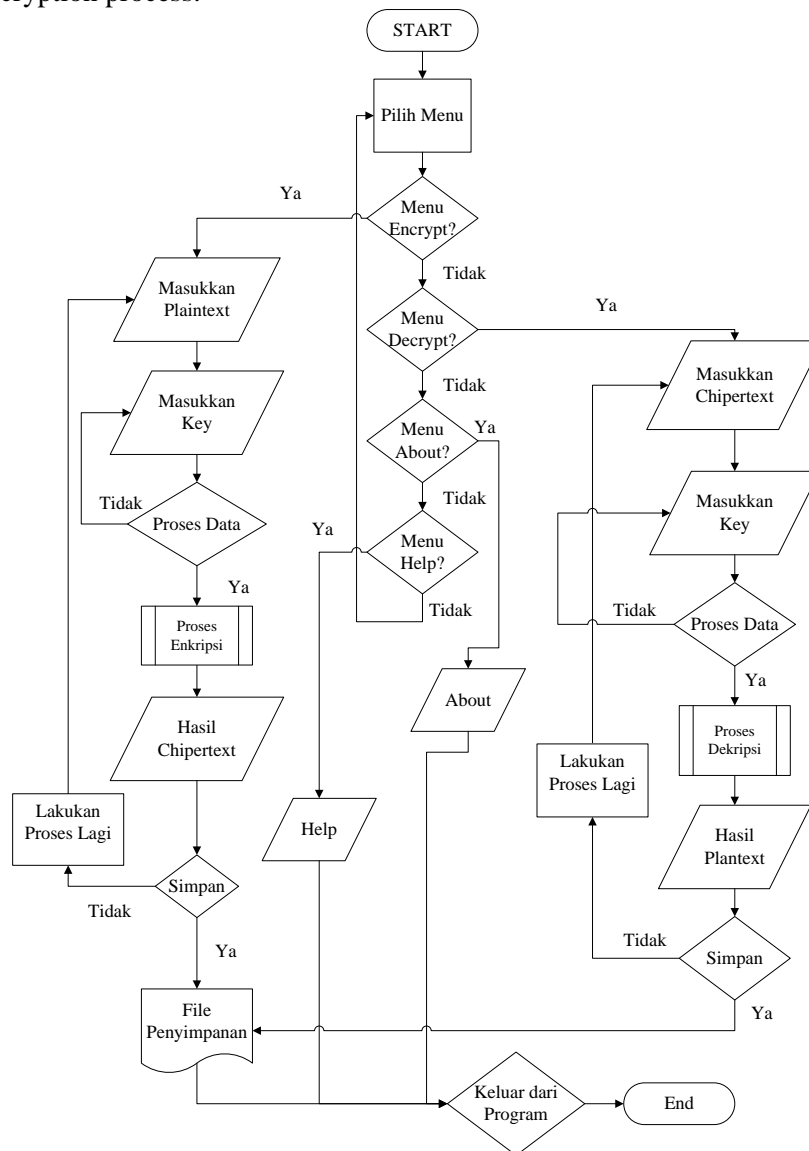 cryption process.
START
Pilih Menu
Ya
Menu
Encrypt?
Tidak
Masukkan
Plaintext
Menu
Decrypt?
Ya
Tidak
Masukkan
Chipertext
Masukkan
Key
Menu
About?
Ya
Tidak
Masukkan
Key
Tidak
Proses Data
Ya
Menu
Help?
Tidak
Ya
Tidak
Proses Data
Ya
Proses
Enkripsi
About
Proses
Dekripsi
Hasil
Chipertext
Lakukan
Proses Lagi
Lakukan
Proses Lagi
Help
Hasil
Plantext
Simpan
Tidak
Ya
Tidak
Simpan
Ya
File
Penyimpanan
Keluar dari
Program
End